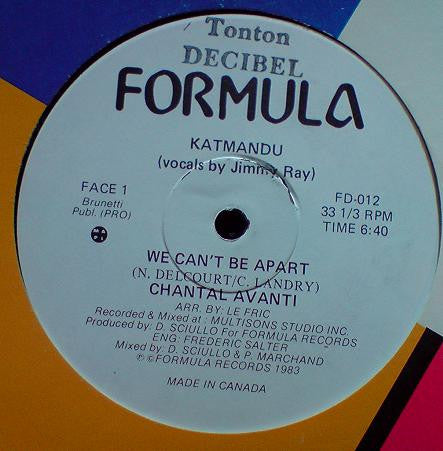 Tonton
DECIBEL
FORMULA
KATMANDU
(vocals by Jimmy Ray)
FACE 1
Brunetti
Publ. (PRO)
FD-012
33 1/3 RPM
TIME 6:40
WE CAN'T BE APART
(N. DELCOURT/C. LANDRY)
CHANTAL AVANTI
ARR. BY: LE FRIC
Recorded & Mixed at: MULTISONS STUDIO INC.
Produced by: D. SCIULLO For FORMULA RECORDS
ENG: FREDERIC SALTER
Mixed by: D. SCIULLO & P. MARCHAND
℗ © FORMULA RECORDS 1983
MADE IN CANADA